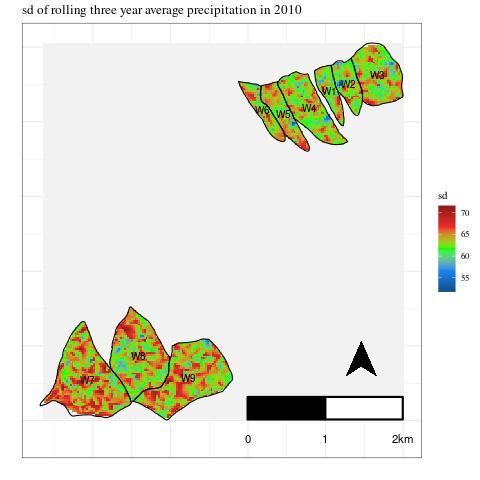 sd of rolling three year average precipitation in 2010
W3
W2
W1
W4
W6
W5
sd
70
65
60
55
W8
W7
W9
0 1 2km